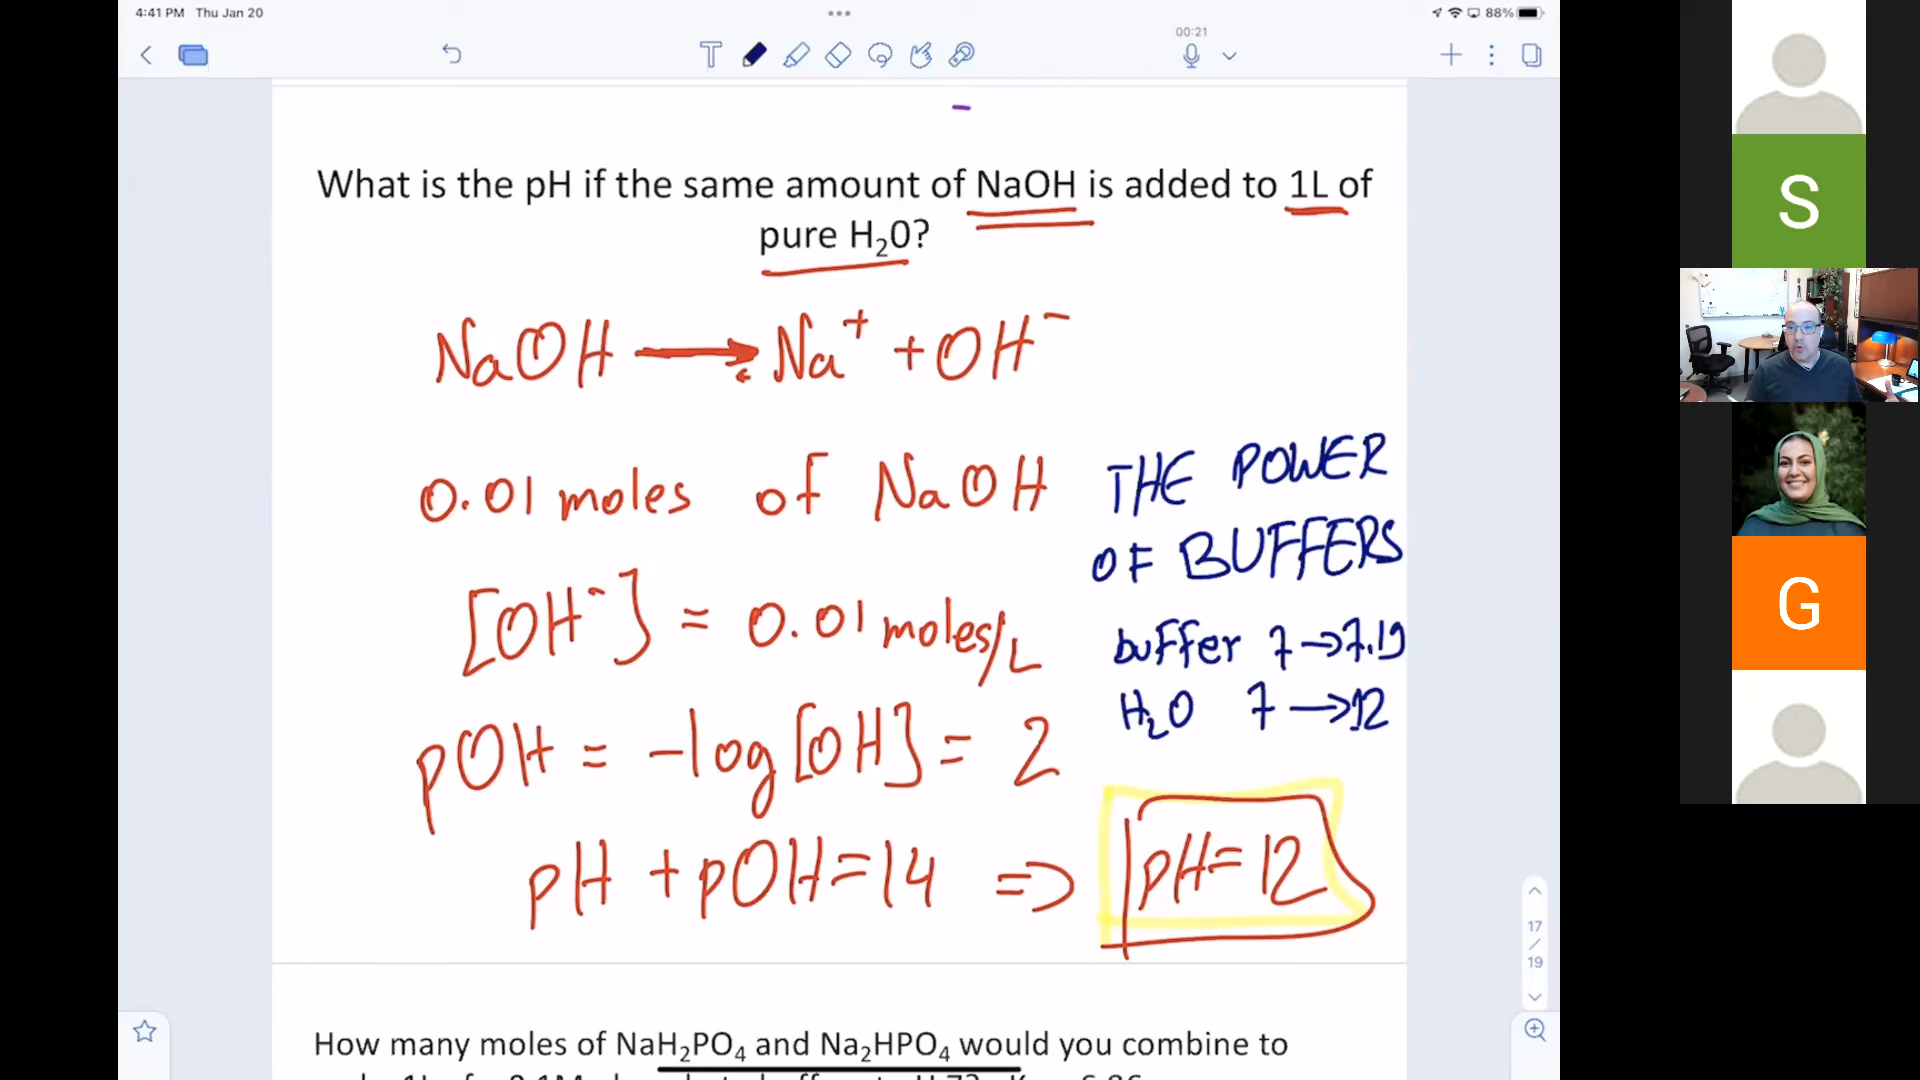 4:41 PM Thu Jan 20
88%
00:21
What is the pH if the same amount of NaOH is added to 1L of
pure H₂0?
NaOH → Na⁺ + OH⁻
0.01 moles of NaOH
[OH⁻] = 0.01 moles/L
pOH = -log[OH] = 2
pH + pOH = 14 => pH = 12
THE POWER
OF BUFFERS
buffer 7 → 7.19
H₂O 7 → 12
17
/
19
How many moles of NaH₂PO₄ and Na₂HPO₄ would you combine to
S
G